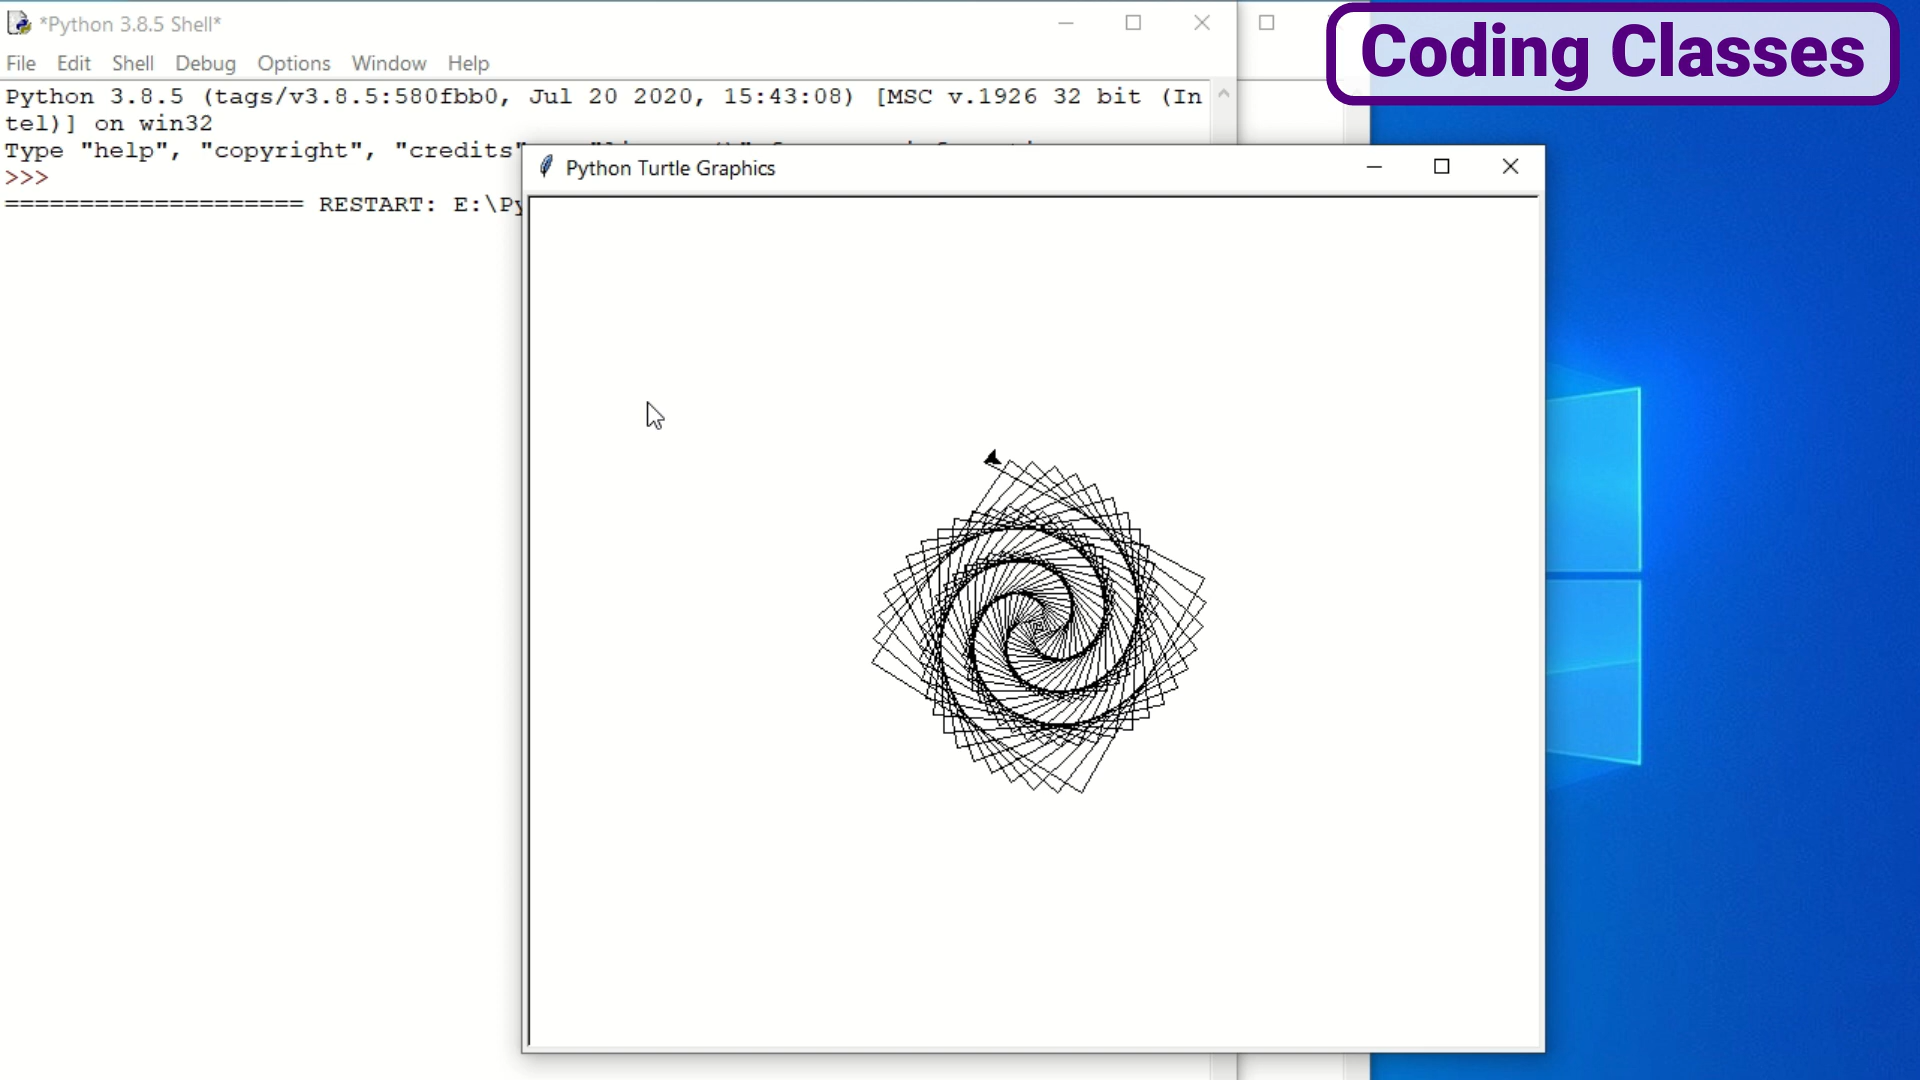 *Python 3.8.5 Shell*
Coding Classes
File Edit Shell Debug Options Window Help
Python 3.8.5 (tags/v3.8.5:580fbb0, Jul 20 2020, 15:43:08) [MSC v.1926 32 bit (In
tel)] on win32
Type "help", "copyright", "credits"
>>>
==================== RESTART: E:\Py
Python Turtle Graphics